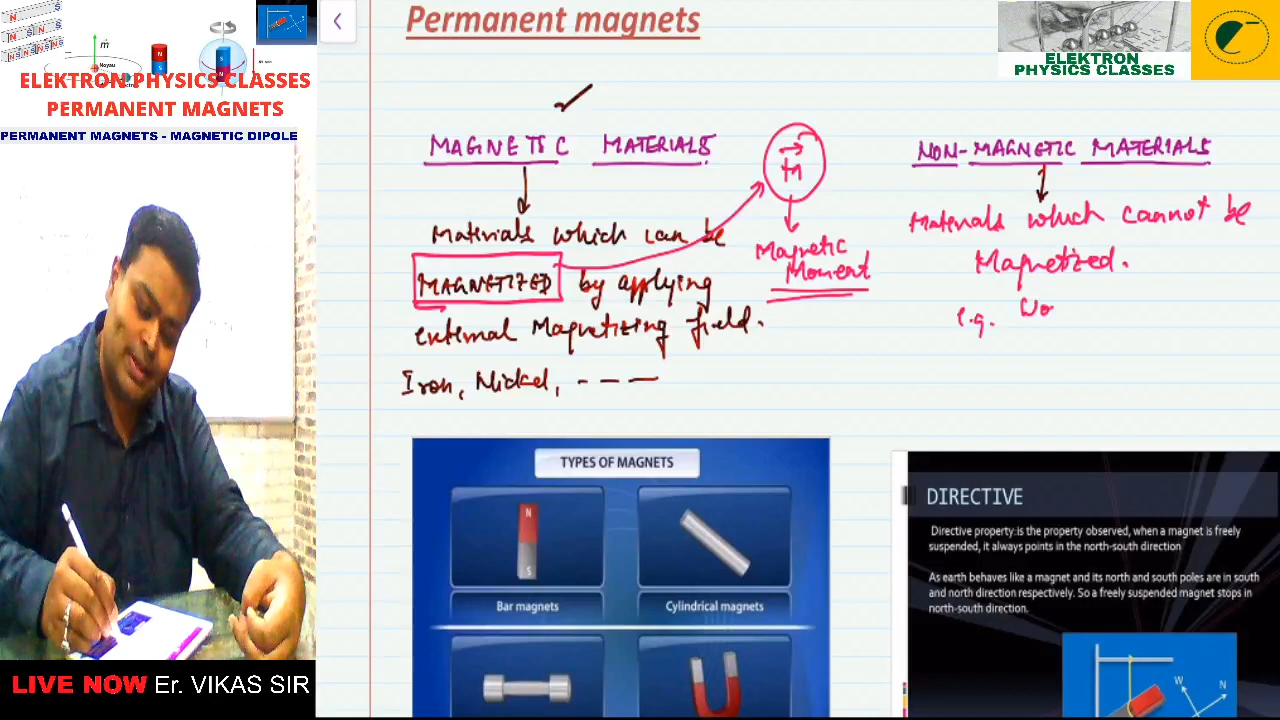 Permanent magnets
ELEKTRON
PHYSICS CLASSES
ELEKTRON PHYSICS CLASSES
PERMANENT MAGNETS
PERMANENT MAGNETS - MAGNETIC DIPOLE
MAGNETIC MATERIALS
Materials which can be
MAGNETIZED by applying
external Magnetizing field.
Iron, Nickel, - - -
M
Magnetic
Moment
NON-MAGNETIC MATERIALS
Materials which cannot be
Magnetized.
e.g. Wo
TYPES OF MAGNETS
N
S
Bar magnets
Cylindrical magnets
DIRECTIVE
Directive property:is the property observed, when a magnet is freely
suspended, it always points in the north-south direction
As earth behaves like a magnet and its north and south poles are in south
and north direction respectively. So a freely suspended magnet stops in
north-south direction.
W
N
LIVE NOW Er. VIKAS SIR